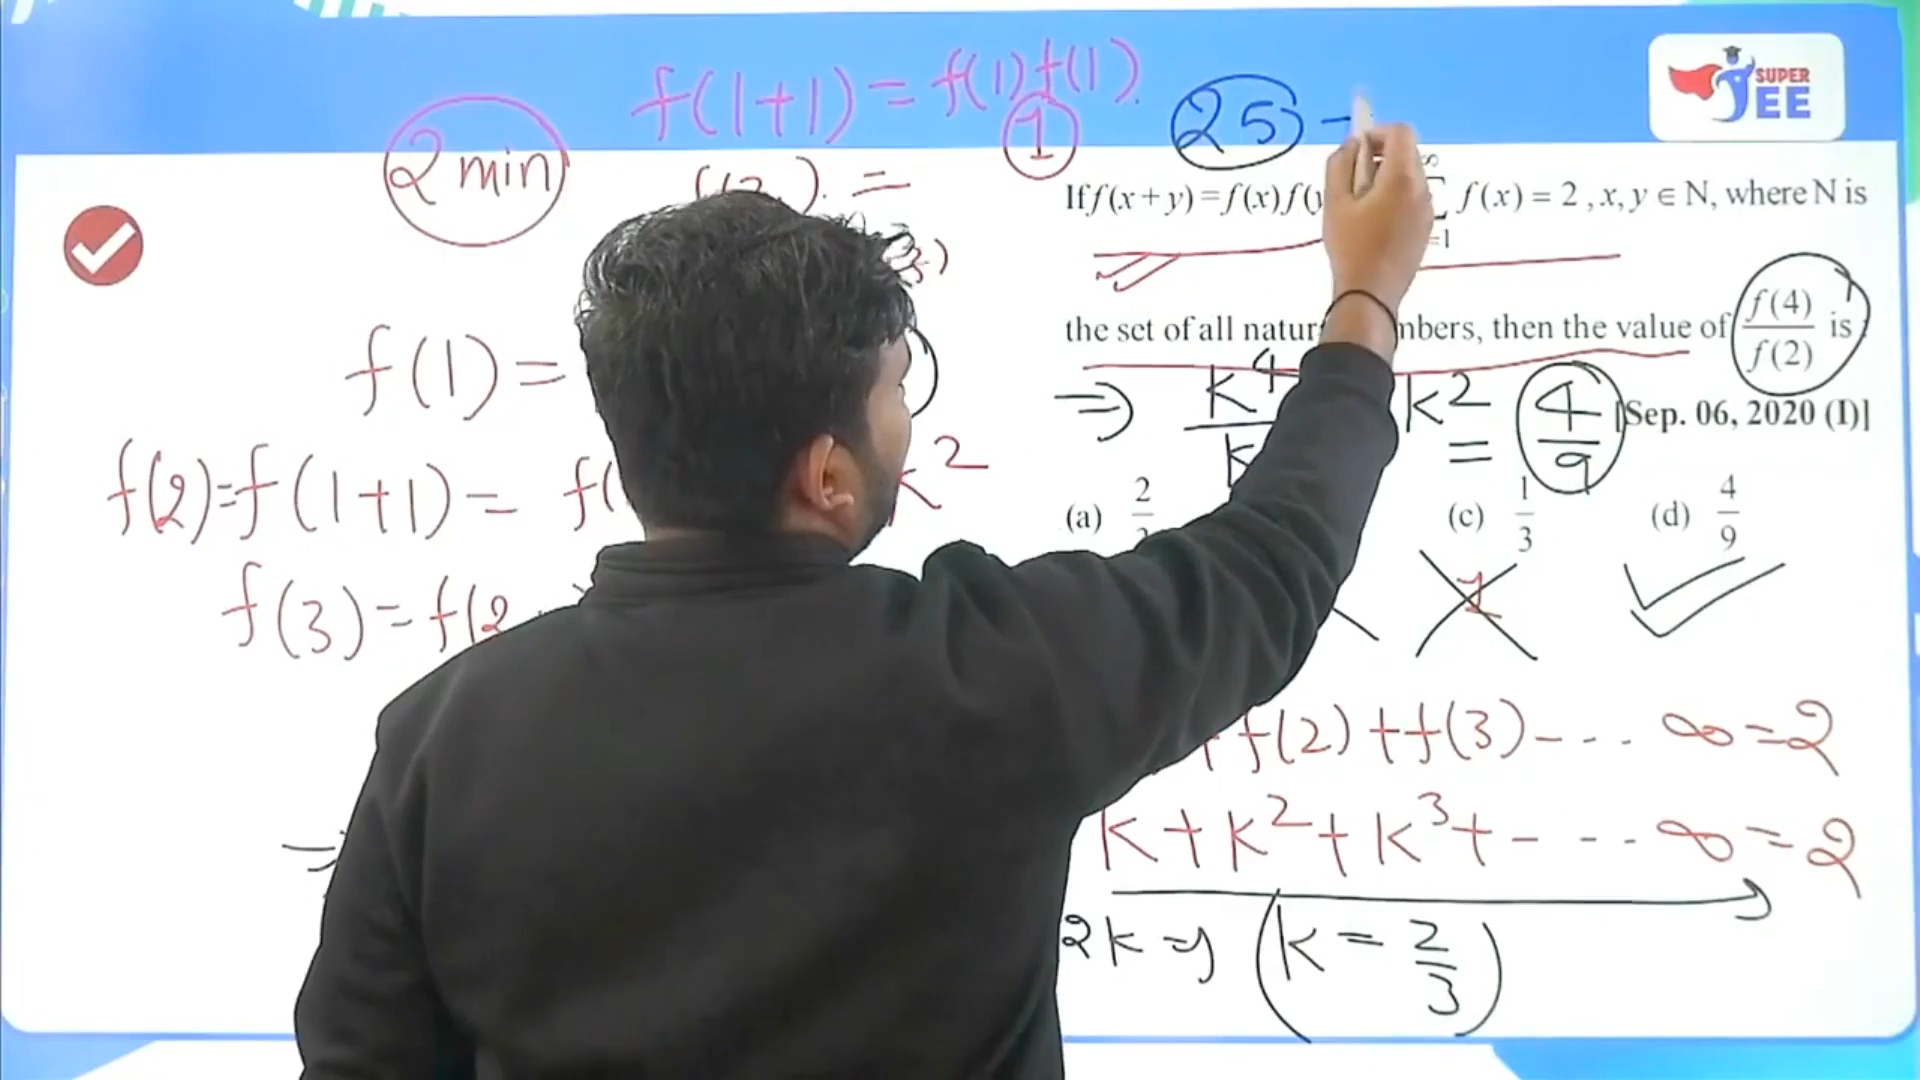 f(1+1) = f(1) f(1).
SUPER
JEE
2 min
1
25 -
If f(x + y) = f(x) f(y
∞
f(x) = 2 , x, y ∈ N, where N is
=1
the set of all natur
mbers, then the value of f(4)/f(2) is
f(1) =
⇒ K^4
K
K^2 = 4/9
[Sep. 06, 2020 (I)]
f(2)=f(1+1) = f(
K^2
(a) 2
(c) 1/3
(d) 4/9
f(3) = f(2
+ f(2) + f(3) - - - . ∞ = 2
K + K^2 + K^3 + - - - . ∞ = 2
⇒
2K ⇒ (K = 2/3)